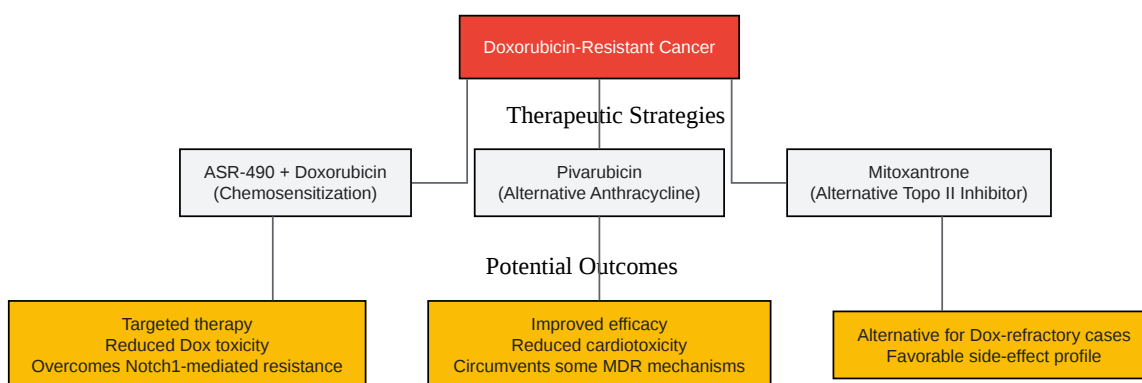 Doxorubicin-Resistant Cancer
Therapeutic Strategies
ASR-490 + Doxorubicin
(Chemosensitization)
Pivarubicin
(Alternative Anthracycline)
Mitoxantrone
(Alternative Topo II Inhibitor)
Potential Outcomes
Targeted therapy
Reduced Dox toxicity
Overcomes Notch1-mediated resistance
Improved efficacy
Reduced cardiotoxicity
Circumvents some MDR mechanisms
Alternative for Dox-refractory cases
Favorable side-effect profile